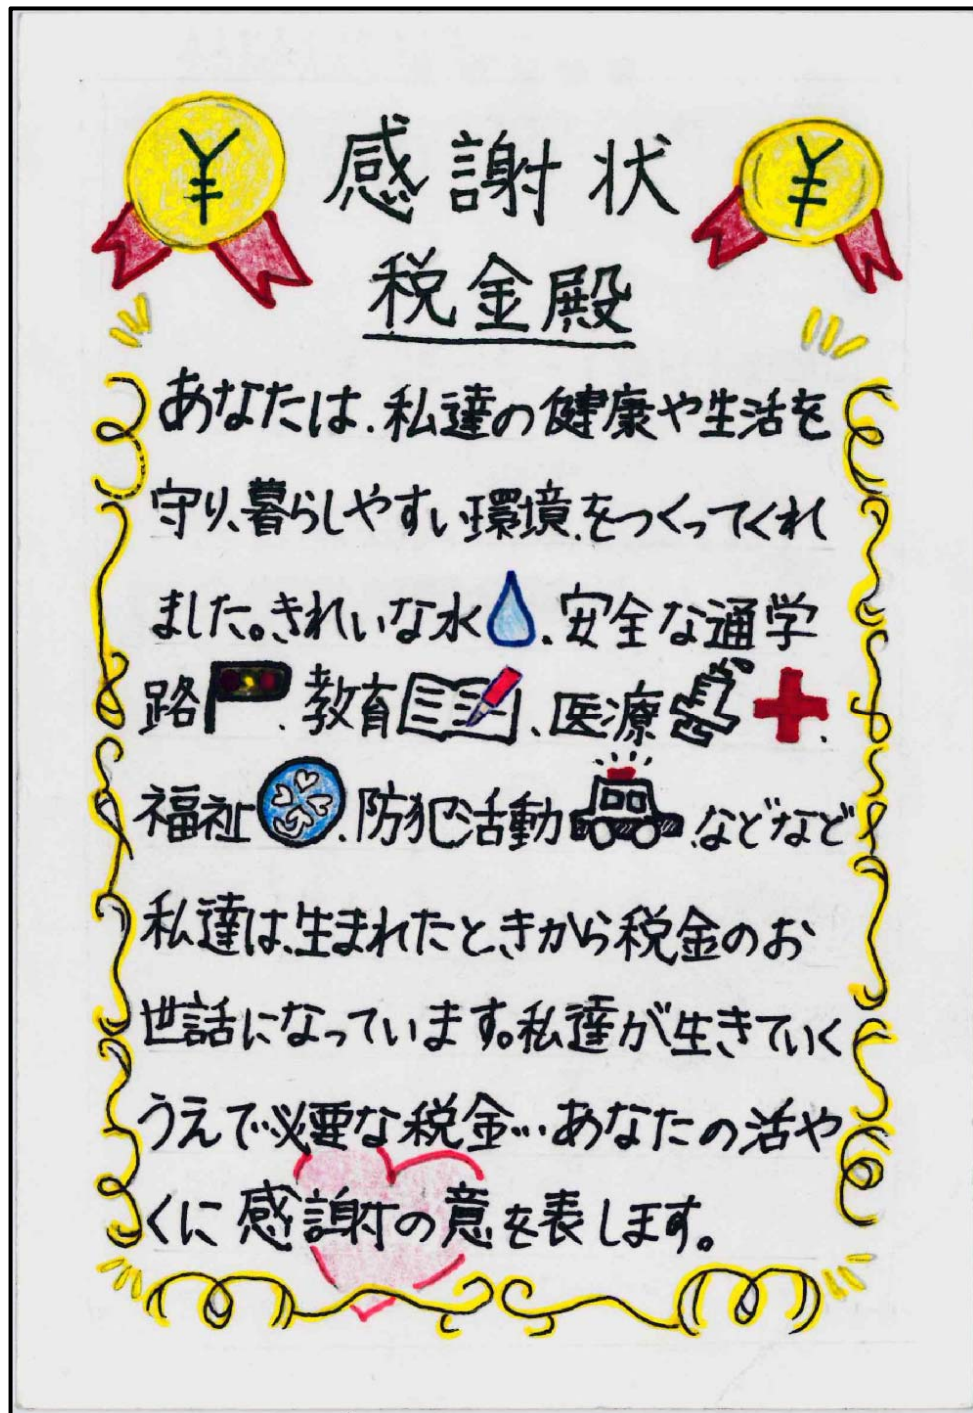 ¥ 感謝状 ¥
税金殿
あなたは、私達の健康や生活を
守り、暮らしやすい環境をつくってくれ
ました。きれいな水、安全な通学
路、教育、医療、
福祉、防犯活動、などなど
私達は、生まれたときから税金のお
世話になっています。私達が生きていく
うえで必要な税金…あなたの活や
くに感謝の意を表します。